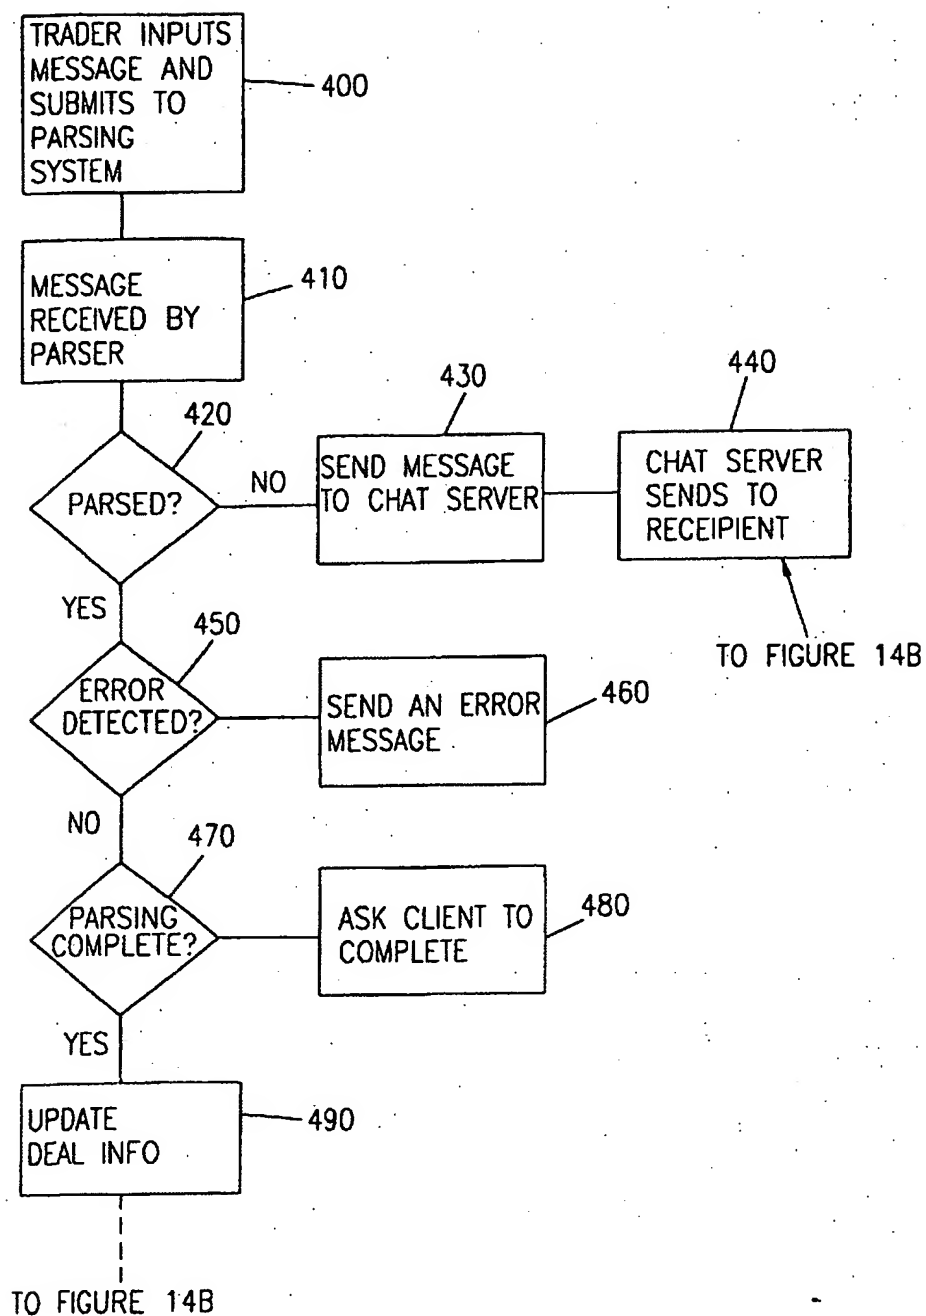 TRADER INPUTS
MESSAGE AND
SUBMITS TO
PARSING
SYSTEM
400
MESSAGE
RECEIVED BY
PARSER
410
420
PARSED?
NO
430
SEND MESSAGE
TO CHAT SERVER
440
CHAT SERVER
SENDS TO
RECEIPIENT
TO FIGURE 14B
YES
450
ERROR
DETECTED?
SEND AN ERROR
MESSAGE
460
NO
470
PARSING
COMPLETE?
ASK CLIENT TO
COMPLETE
480
YES
UPDATE
DEAL INFO
490
TO FIGURE 14B